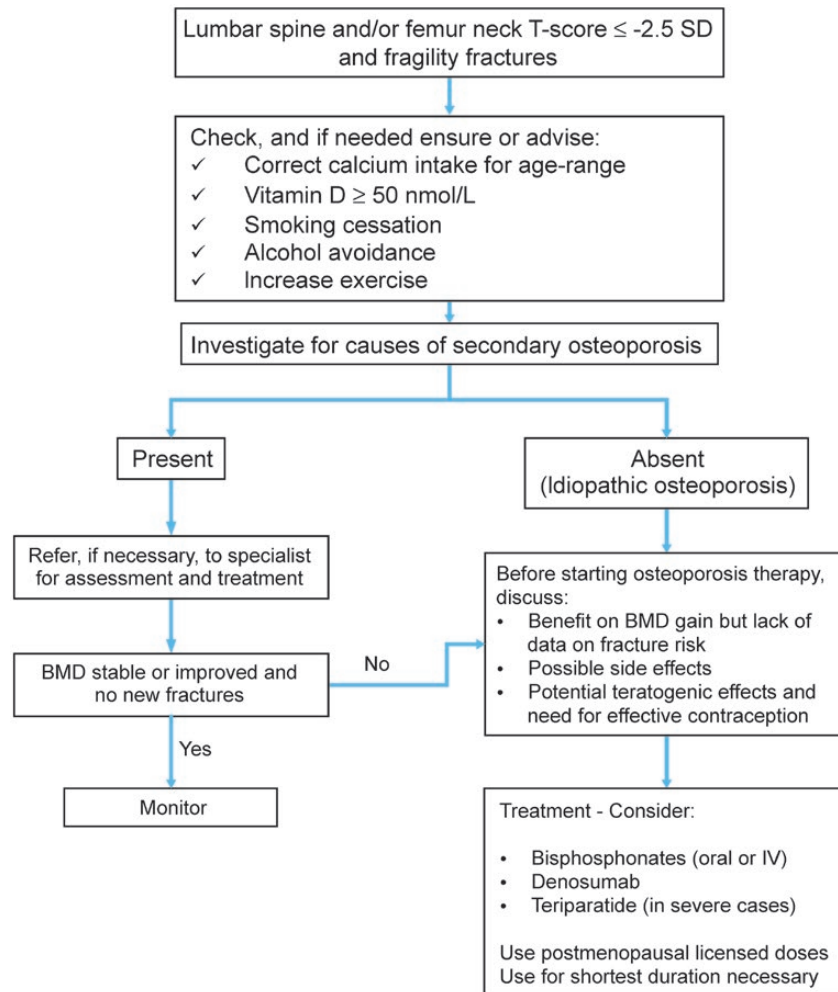 Lumbar spine and/or femur neck T-score ≤ -2.5 SD
and fragility fractures
Check, and if needed ensure or advise:
✓ Correct calcium intake for age-range
✓ Vitamin D ≥ 50 nmol/L
✓ Smoking cessation
✓ Alcohol avoidance
✓ Increase exercise
Investigate for causes of secondary osteoporosis
Present
Absent
(Idiopathic osteoporosis)
Refer, if necessary, to specialist
for assessment and treatment
Before starting osteoporosis therapy,
discuss:
• Benefit on BMD gain but lack of
data on fracture risk
• Possible side effects
• Potential teratogenic effects and
need for effective contraception
BMD stable or improved and
no new fractures
No
Yes
Monitor
Treatment - Consider:
• Bisphosphonates (oral or IV)
• Denosumab
• Teriparatide (in severe cases)
Use postmenopausal licensed doses
Use for shortest duration necessary